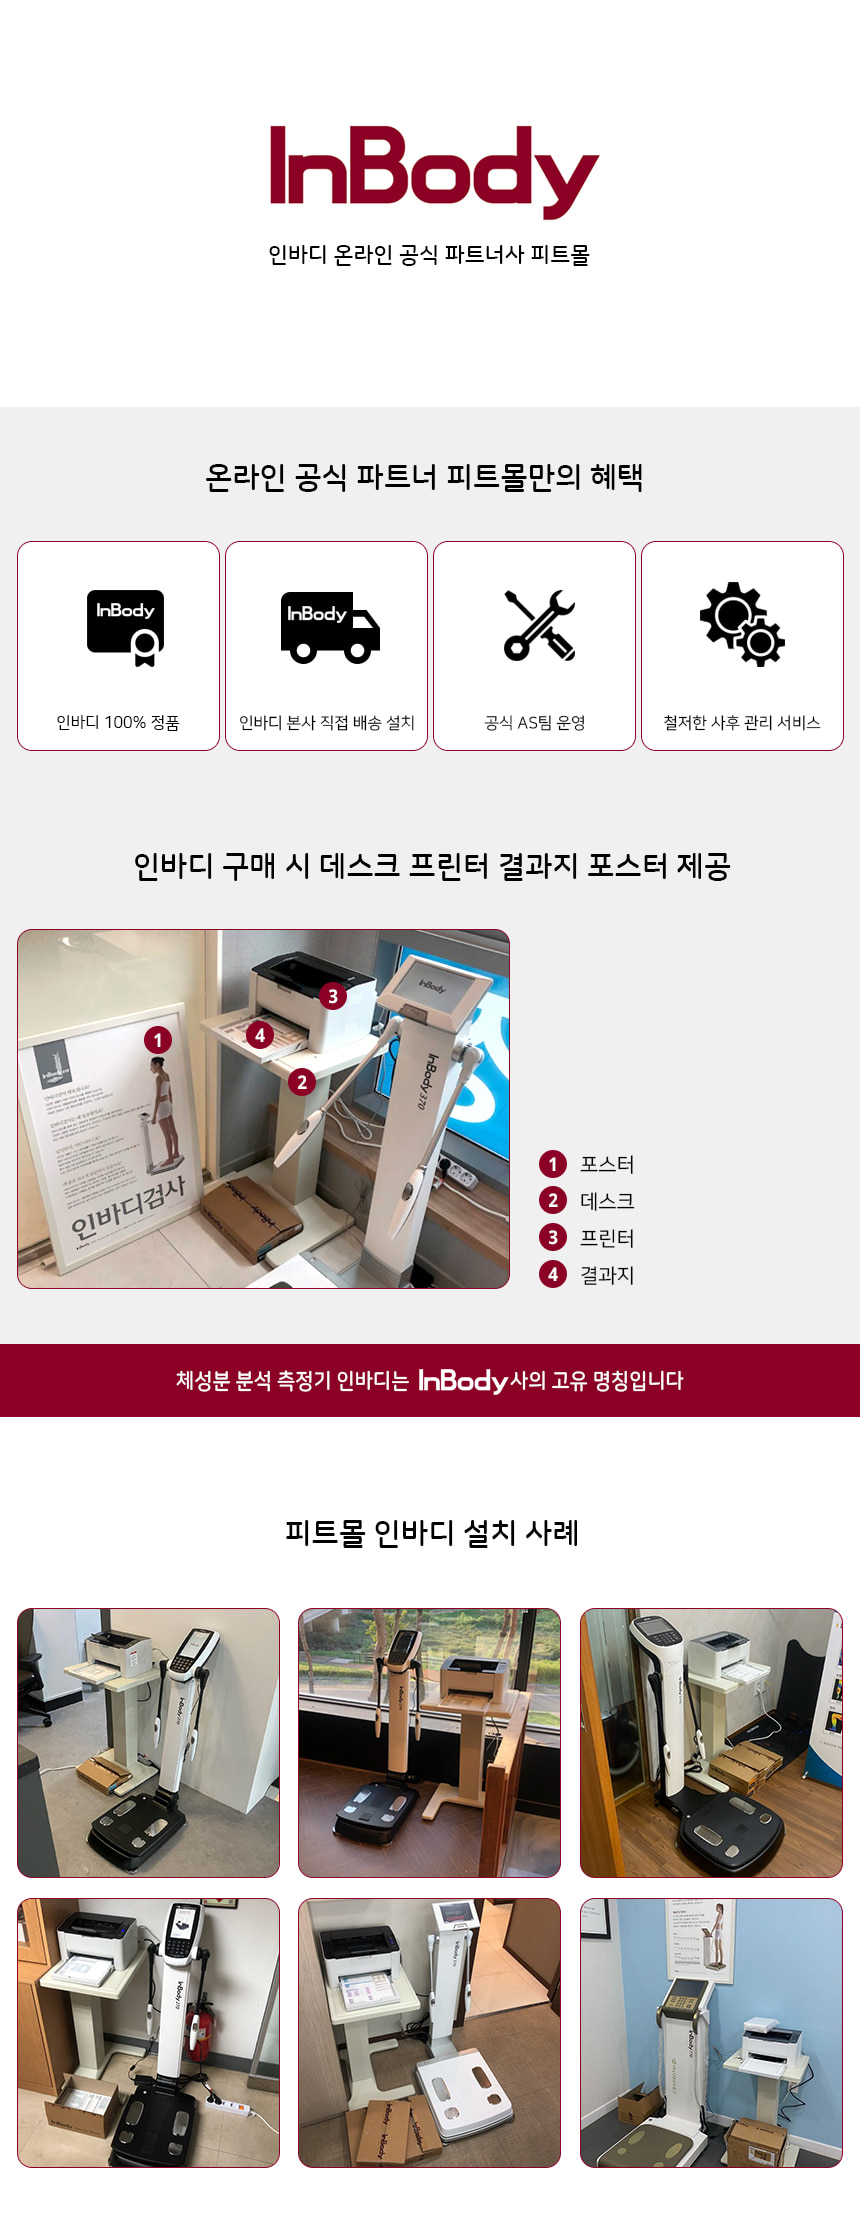 InBody
인바디 온라인 공식 파트너사 피트몰
온라인 공식 파트너 피트몰만의 혜택
InBody
인바디 100% 정품
InBody
인바디 본사 직접 배송 설치
공식 AS팀 운영
철저한 사후 관리 서비스
인바디 구매 시 데스크 프린터 결과지 포스터 제공
1
인바디검사
2
3
4
InBody
InBody370
1 포스터
2 데스크
3 프린터
4 결과지
체성분 분석 측정기 인바디는 InBody사의 고유 명칭입니다
피트몰 인바디 설치 사례
InBody
InBody
InBody
InBody
InBody
InBody